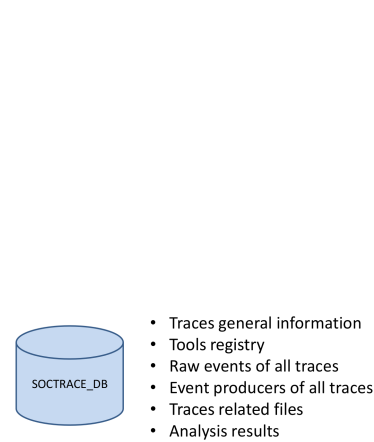 • Traces general information
• Tools registry
• Raw events of all traces
SOCTRACE_DB
• Event producers of all traces
• Traces related files
• Analysis results